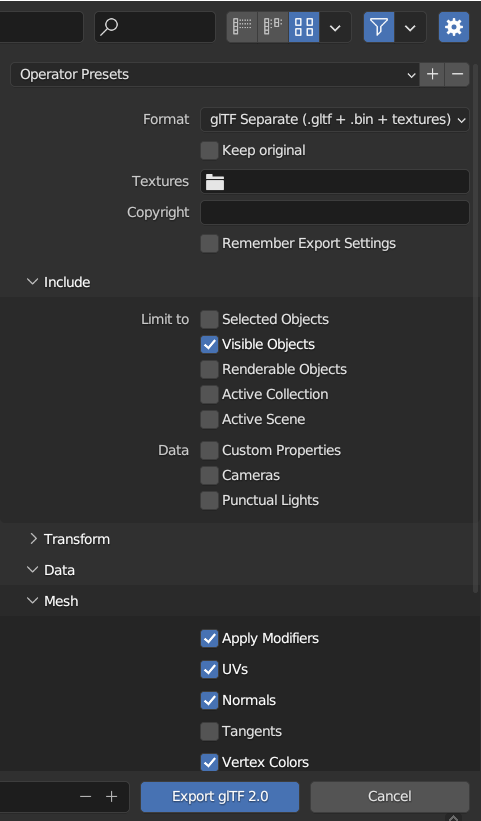 Operator Presets
Format glTF Separate (.gltf + .bin + textures)
Keep original
Textures
Copyright
Remember Export Settings
Include
Limit to Selected Objects
Visible Objects
Renderable Objects
Active Collection
Active Scene
Data Custom Properties
Cameras
Punctual Lights
Transform
Data
Mesh
Apply Modifiers
UVs
Normals
Tangents
Vertex Colors
Export glTF 2.0 Cancel